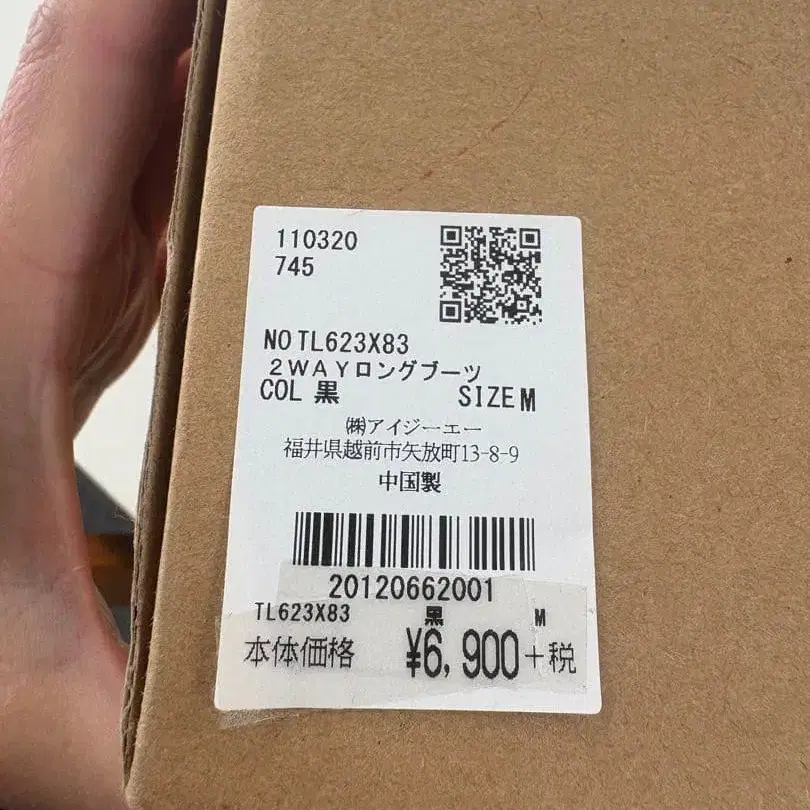 110320
745
NO TL623X83
2WAYロングブーツ
COL 黒 SIZE M
㈱アイジーエー
福井県越前市矢放町13-8-9
中国製
20120662001
TL623X83 黒 M
本体価格 ¥6,900+税